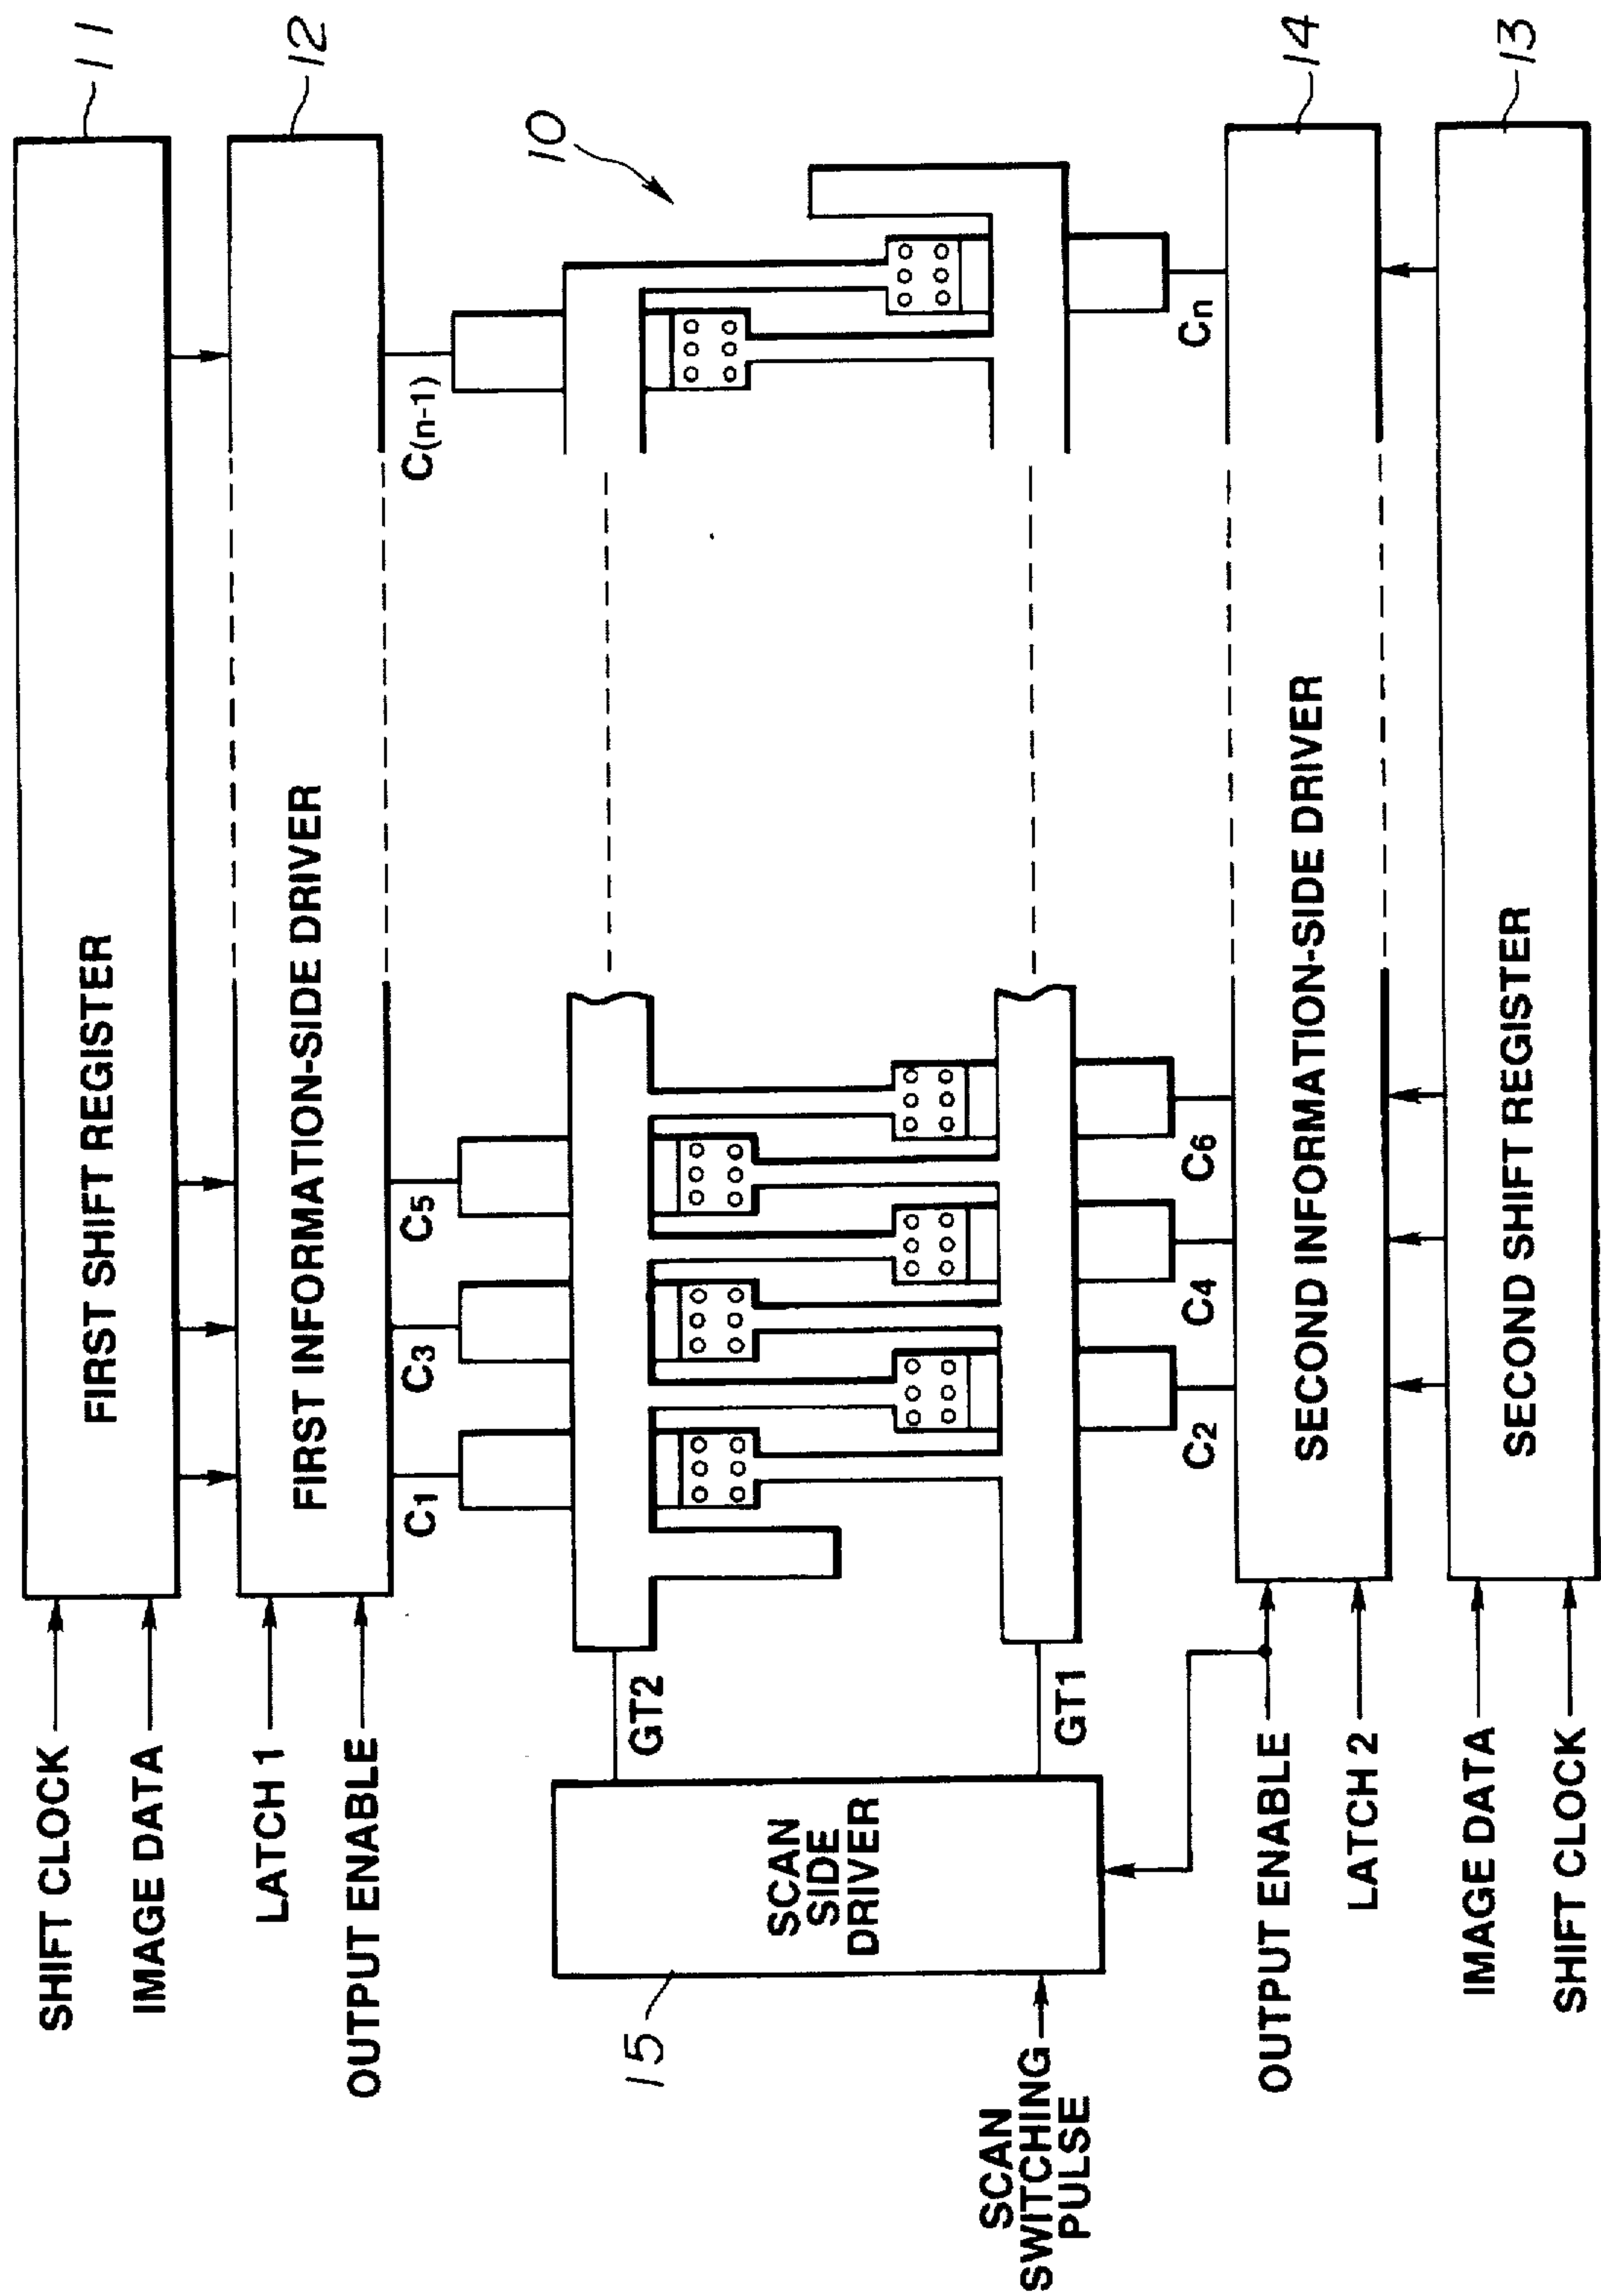 SHIFT CLOCK
IMAGE DATA
FIRST SHIFT REGISTER
11
LATCH 1
OUTPUT ENABLE
FIRST INFORMATION-SIDE DRIVER
12
C1
C3
C5
C(n-1)
10
GT2
15
SCAN
SIDE
DRIVER
SCAN
SWITCHING
PULSE
GT1
C2
C4
C6
Cn
OUTPUT ENABLE
LATCH 2
SECOND INFORMATION-SIDE DRIVER
14
IMAGE DATA
SHIFT CLOCK
SECOND SHIFT REGISTER
13